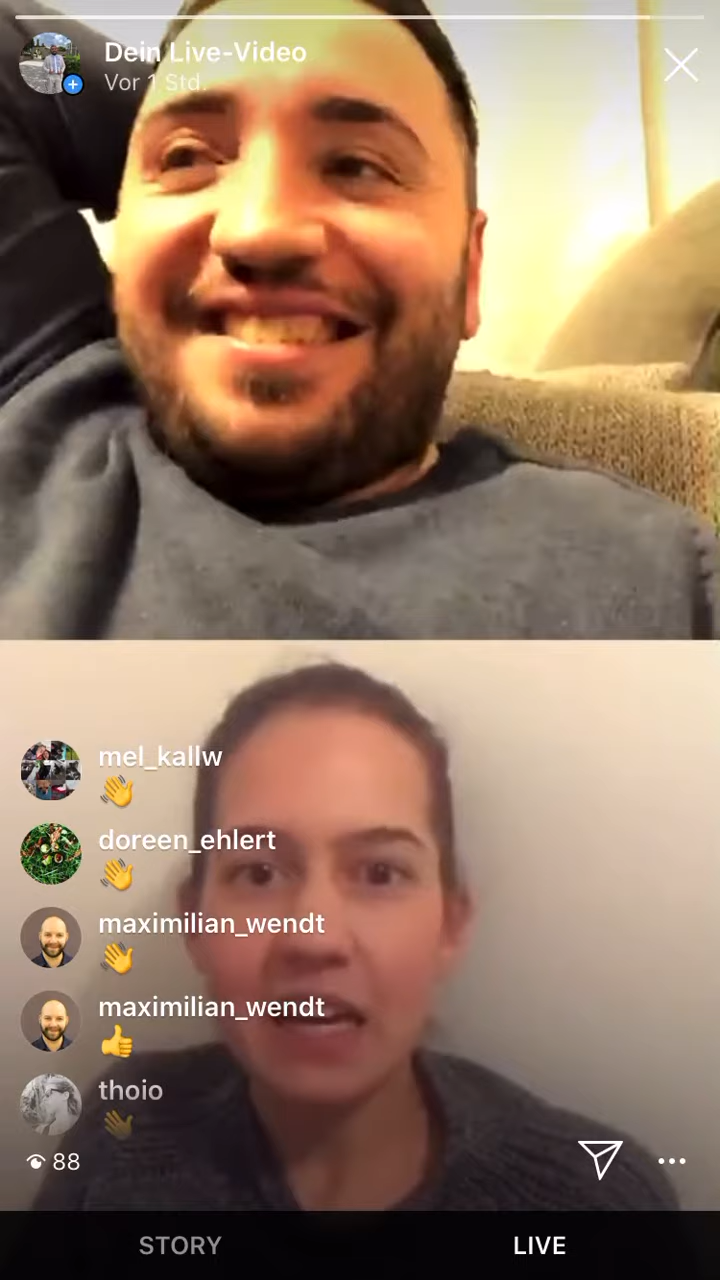 Dein Live-Video
Vor 1 Std.
mel_kallw
👋
doreen_ehlert
👋
maximilian_wendt
👋
maximilian_wendt
👍
thoio
👋
88
STORY
LIVE